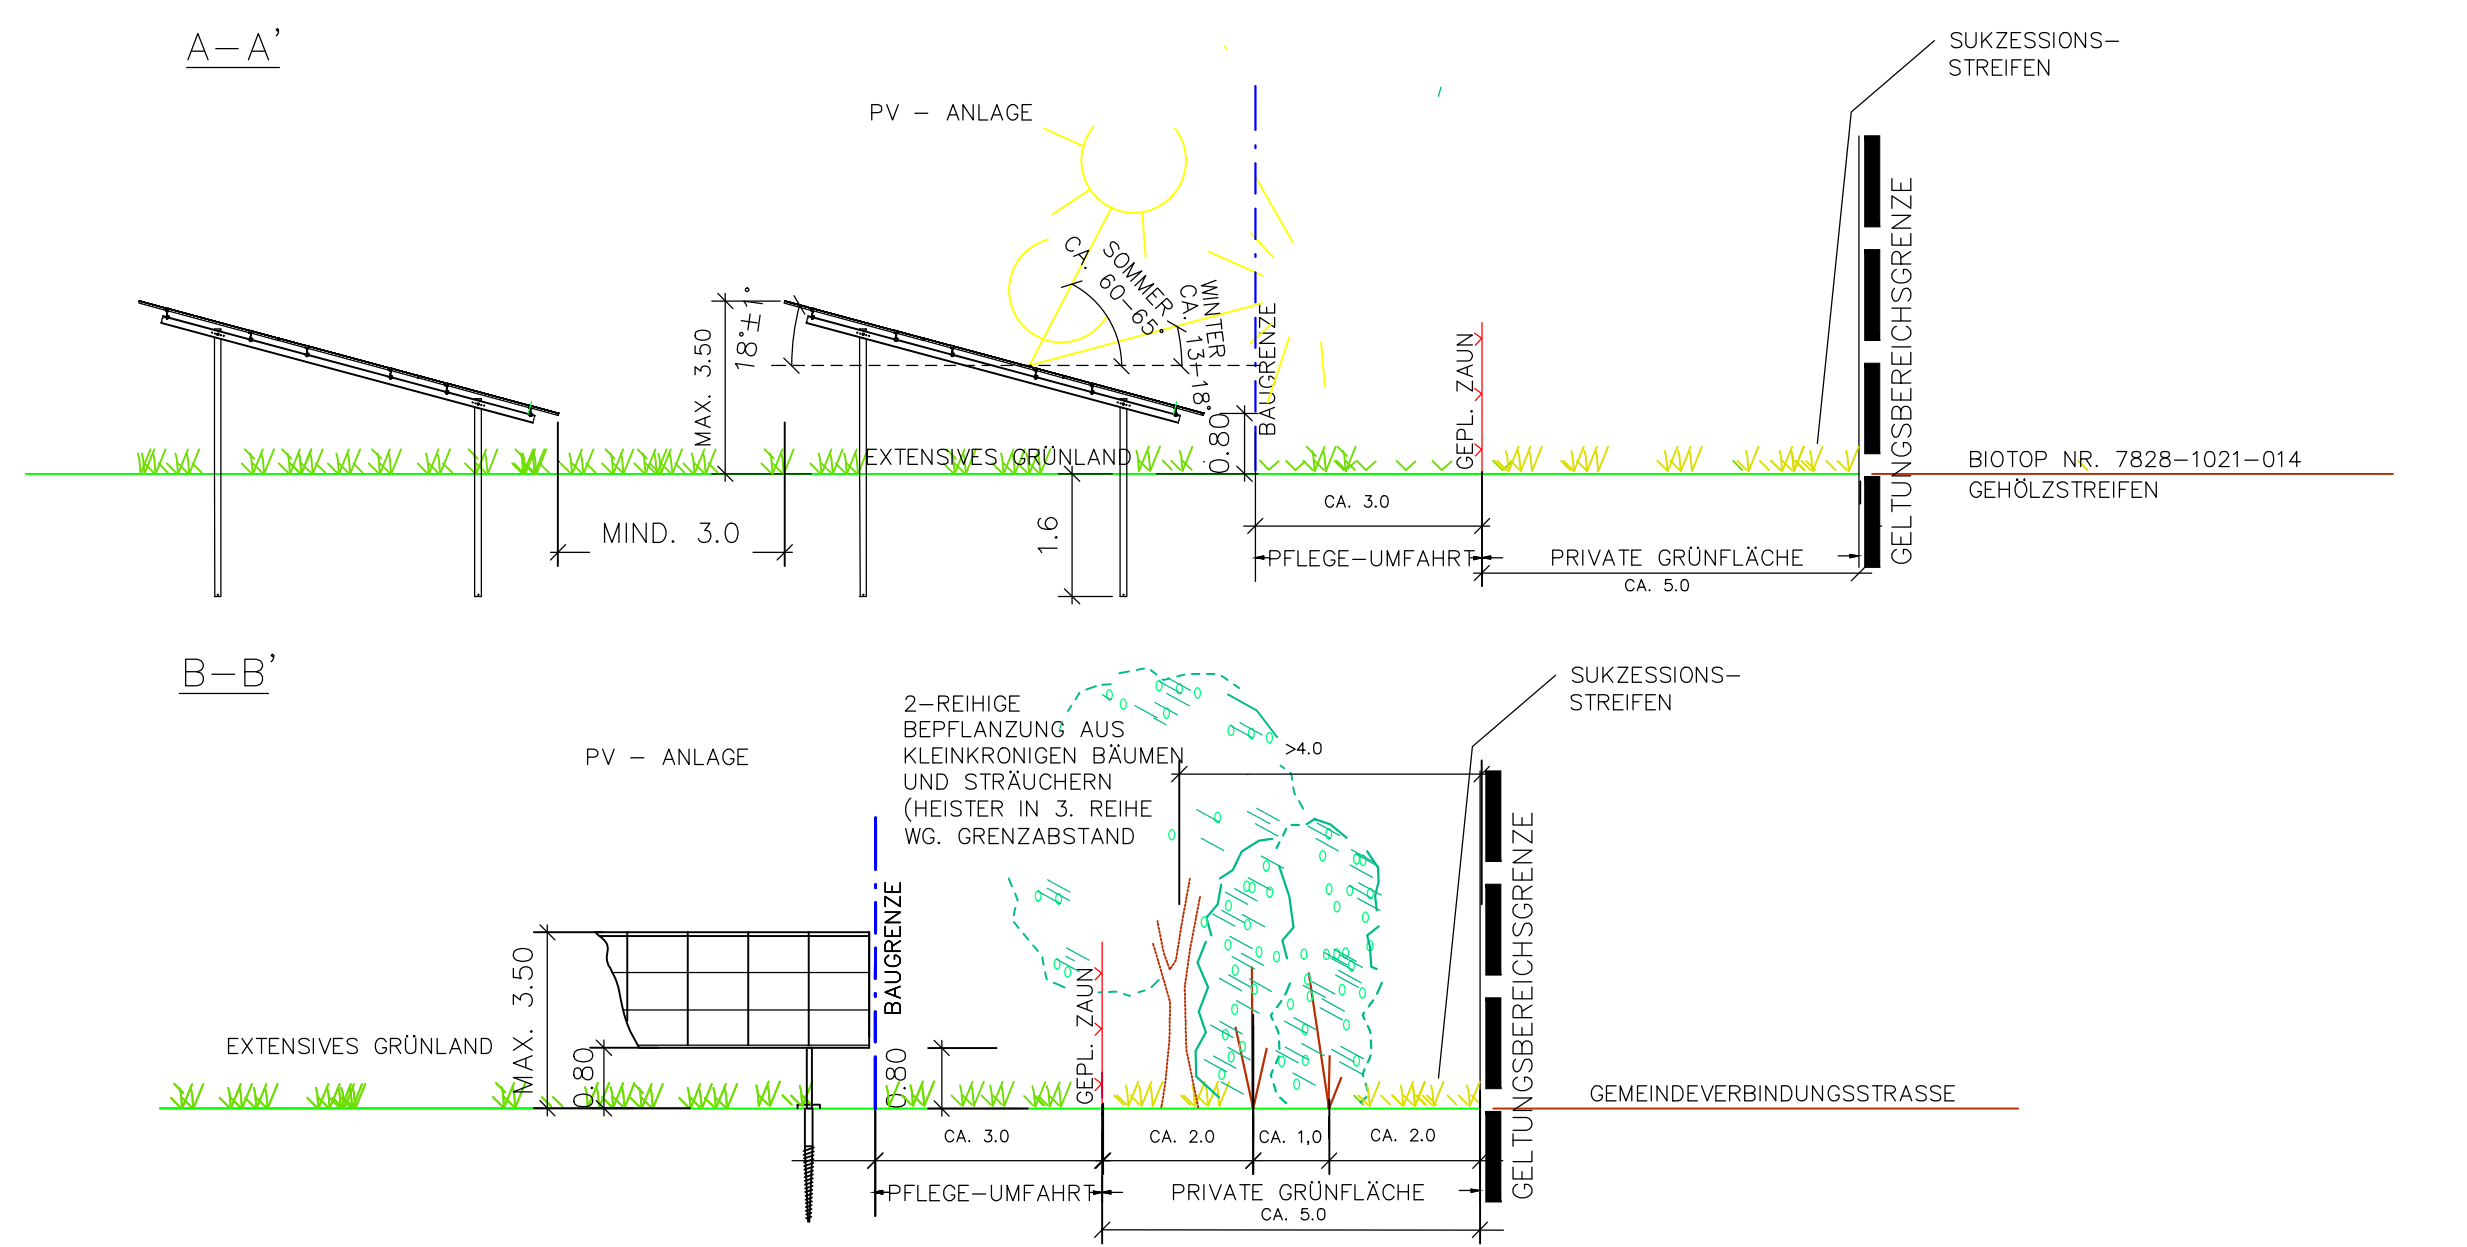 A-A'
SUKZESSIONS-
STREIFEN
PV - ANLAGE
MAX. 3.50
18°± 1°
SOMMER
CA. 60-65°
WINTER
CA. 13-18°
0.80
BAUGRENZE
GEPL. ZAUN
GELTUNGSBEREICHSGRENZE
EXTENSIVES GRÜNLAND
BIOTOP NR. 7828-1021-014
GEHÖLZSTREIFEN
MIND. 3.0
1.6
CA. 3.0
PFLEGE-UMFAHRT
PRIVATE GRÜNFLÄCHE
CA. 5.0
B-B'
SUKZESSIONS-
STREIFEN
2-REIHIGE
BEPFLANZUNG AUS
KLEINKRONIGEN BÄUMEN
UND STRÄUCHERN
(HEISTER IN 3. REIHE
WG. GRENZABSTAND
PV - ANLAGE
>4.0
MAX. 3.50
0.80
BAUGRENZE
0.80
GEPL. ZAUN
GELTUNGSBEREICHSGRENZE
EXTENSIVES GRÜNLAND
GEMEINDEVERBINDUNGSSTRASSE
CA. 3.0
CA. 2.0
CA. 1,0
CA. 2.0
PFLEGE-UMFAHRT
PRIVATE GRÜNFLÄCHE
CA. 5.0